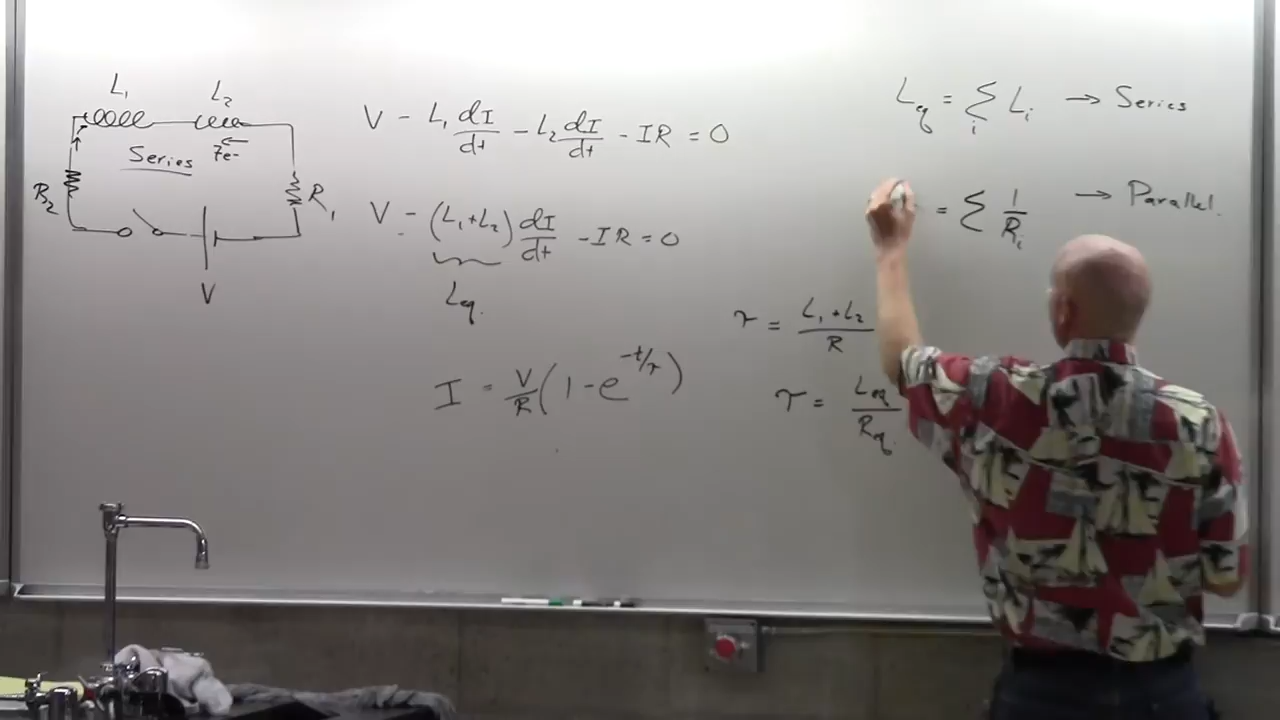 L₁ L₂
Series 7e-
R₂ R₁
V
V - L₁ dI/dt - L₂ dI/dt - IR = 0
V - (L₁+L₂) dI/dt - IR = 0
Leq.
I = V/R (1 - e^(-t/τ))
Leq = Σᵢ Lᵢ → Series
= Σ 1/Rᵢ → Parallel.
τ = L₁+L₂/R
τ = Leq/Req.